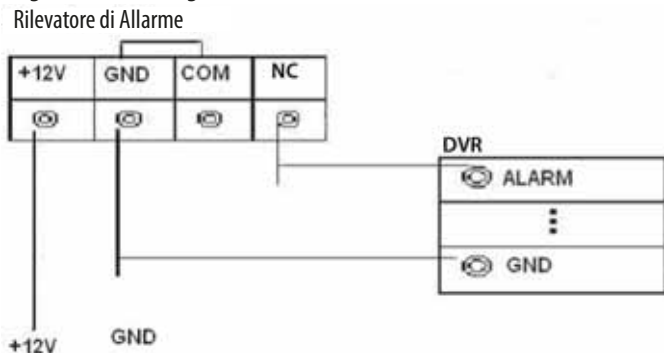 Rilevatore di Allarme
+12V GND COM NC
DVR
ALARM
GND
+12V GND